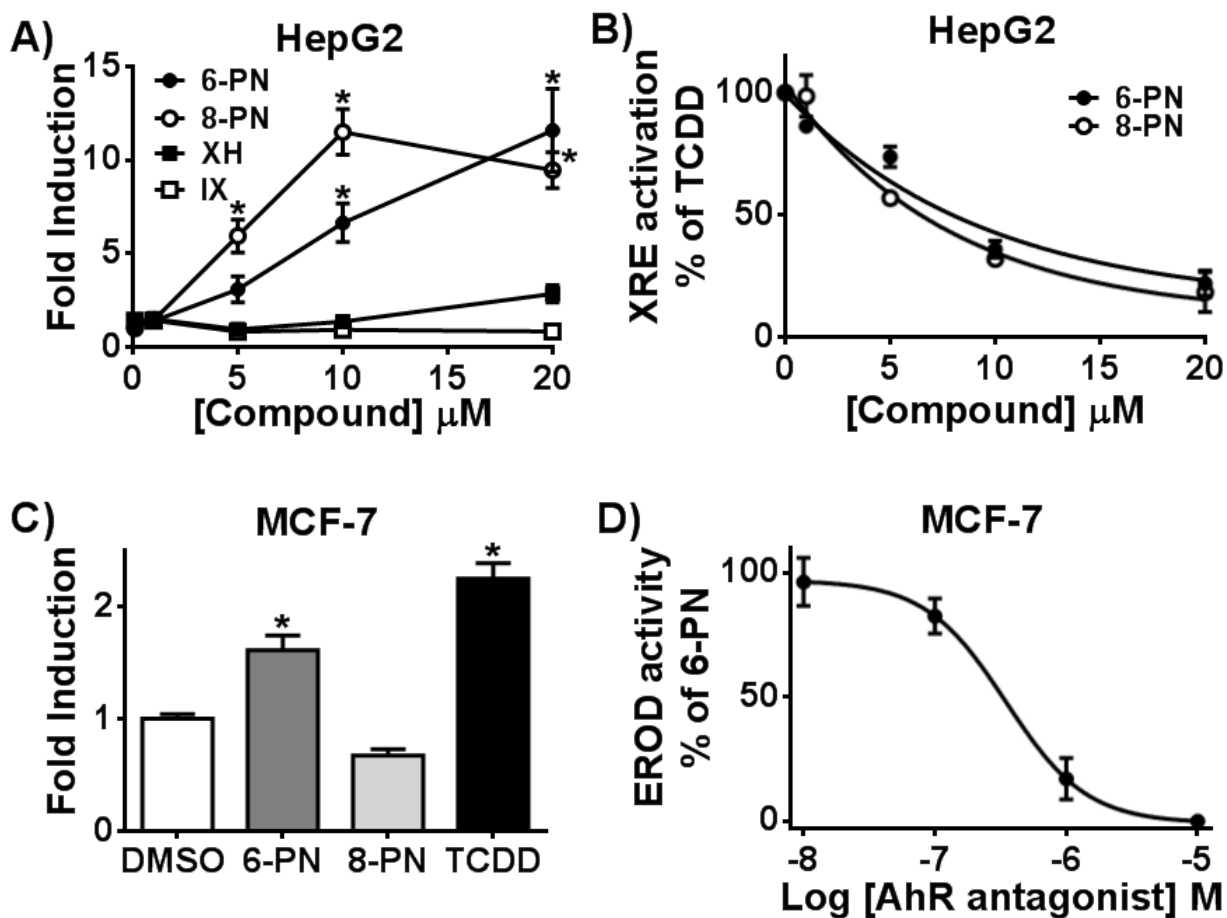 A)
HepG2
15
10
5
0
Fold Induction
6-PN
8-PN
XH
IX
*
*
*
*
*
0 5 10 15 20
[Compound] μM
B)
HepG2
XRE activation
% of TCDD
100
50
0
6-PN
8-PN
0 5 10 15 20
[Compound] μM
C)
MCF-7
Fold Induction
2
1
0
*
*
DMSO 6-PN 8-PN TCDD
D)
MCF-7
EROD activity
% of 6-PN
100
50
0
-8 -7 -6 -5
Log [AhR antagonist] M